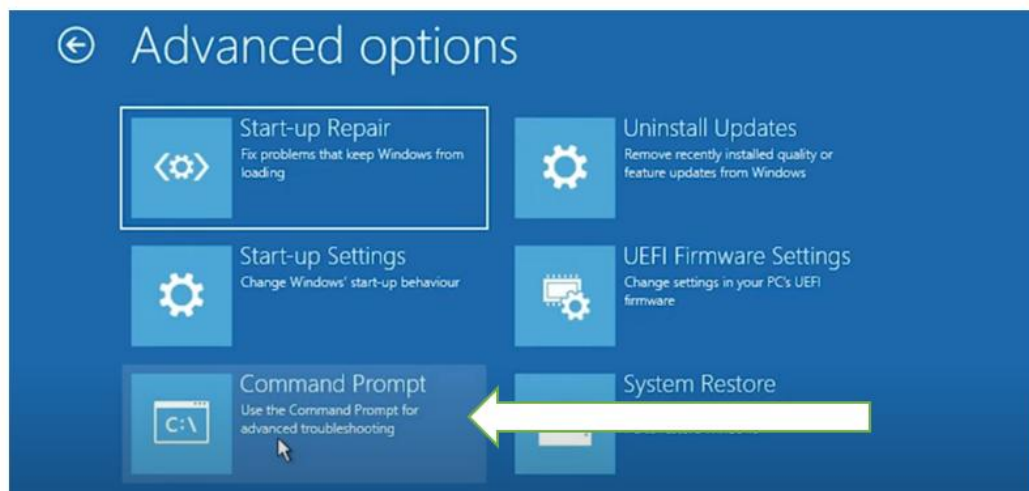 Advanced options
Start-up Repair
Fix problems that keep Windows from
loading
Uninstall Updates
Remove recently installed quality or
feature updates from Windows
Start-up Settings
Change Windows' start-up behaviour
UEFI Firmware Settings
Change settings in your PC's UEFI
firmware
Command Prompt
Use the Command Prompt for
advanced troubleshooting
C:\
System Restore